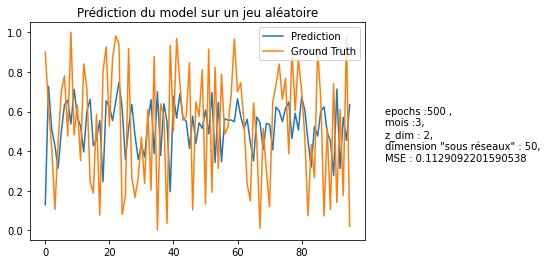 Prédiction du model sur un jeu aléatoire
Prediction
Ground Truth
1.0
0.8
0.6
0.4
0.2
0.0
0 20 40 60 80
epochs :500 ,
mois :3,
z_dim : 2,
dimension "sous réseaux" : 50,
MSE : 0.1129092201590538